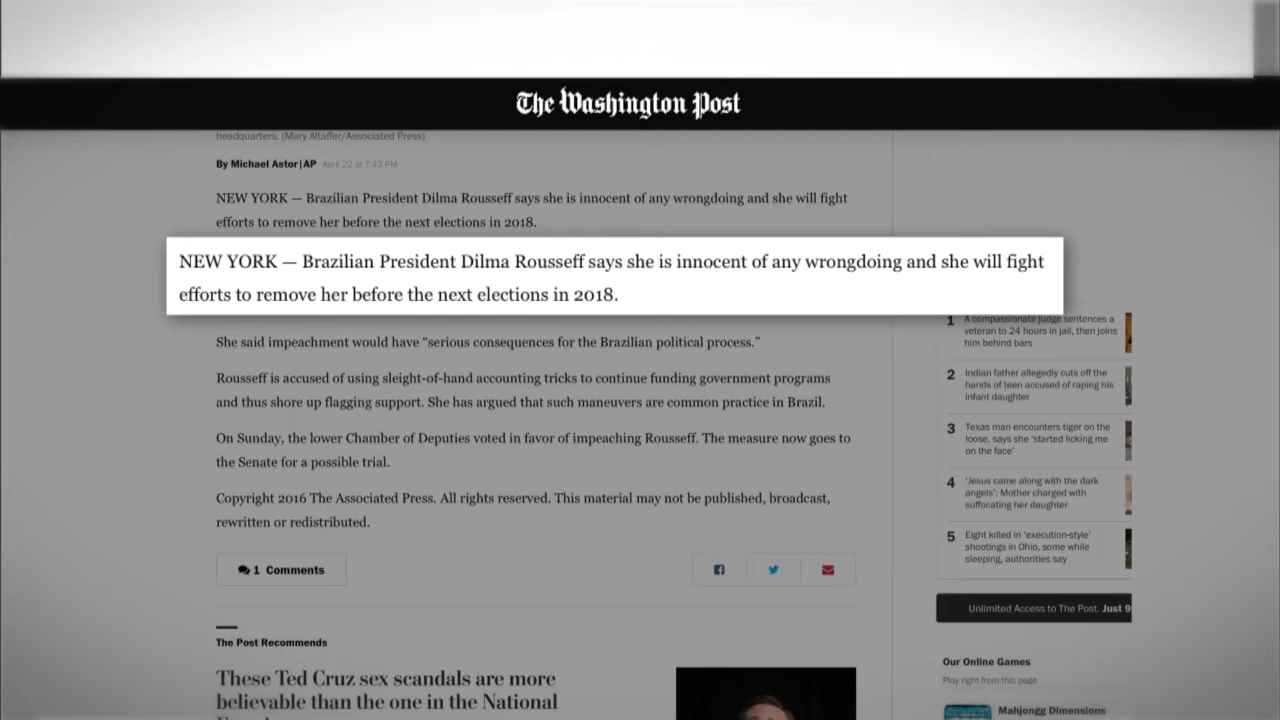 The Washington Post
headquarters. (Mary Altaffer/Associated Press)
By Michael Astor|AP April 22 at 7:43 PM
NEW YORK — Brazilian President Dilma Rousseff says she is innocent of any wrongdoing and she will fight
efforts to remove her before the next elections in 2018.
NEW YORK — Brazilian President Dilma Rousseff says she is innocent of any wrongdoing and she will fight
efforts to remove her before the next elections in 2018.
She said impeachment would have “serious consequences for the Brazilian political process.”
Rousseff is accused of using sleight-of-hand accounting tricks to continue funding government programs
and thus shore up flagging support. She has argued that such maneuvers are common practice in Brazil.
On Sunday, the lower Chamber of Deputies voted in favor of impeaching Rousseff. The measure now goes to
the Senate for a possible trial.
Copyright 2016 The Associated Press. All rights reserved. This material may not be published, broadcast,
rewritten or redistributed.
1 Comments
The Post Recommends
These Ted Cruz sex scandals are more
believable than the one in the National
1 A compassionate judge sentences a
veteran to 24 hours in jail, then joins
him behind bars
2 Indian father allegedly cuts off the
hands of teen accused of raping his
infant daughter
3 Texas man encounters tiger on the
loose, says she 'started licking me
on the face'
4 'Jesus came along with the dark
angels': Mother charged with
suffocating her daughter
5 Eight killed in 'execution-style'
shootings in Ohio, some while
sleeping, authorities say
Unlimited Access to The Post. Just 9
Our Online Games
Play right from this page
Mahjongg Dimensions